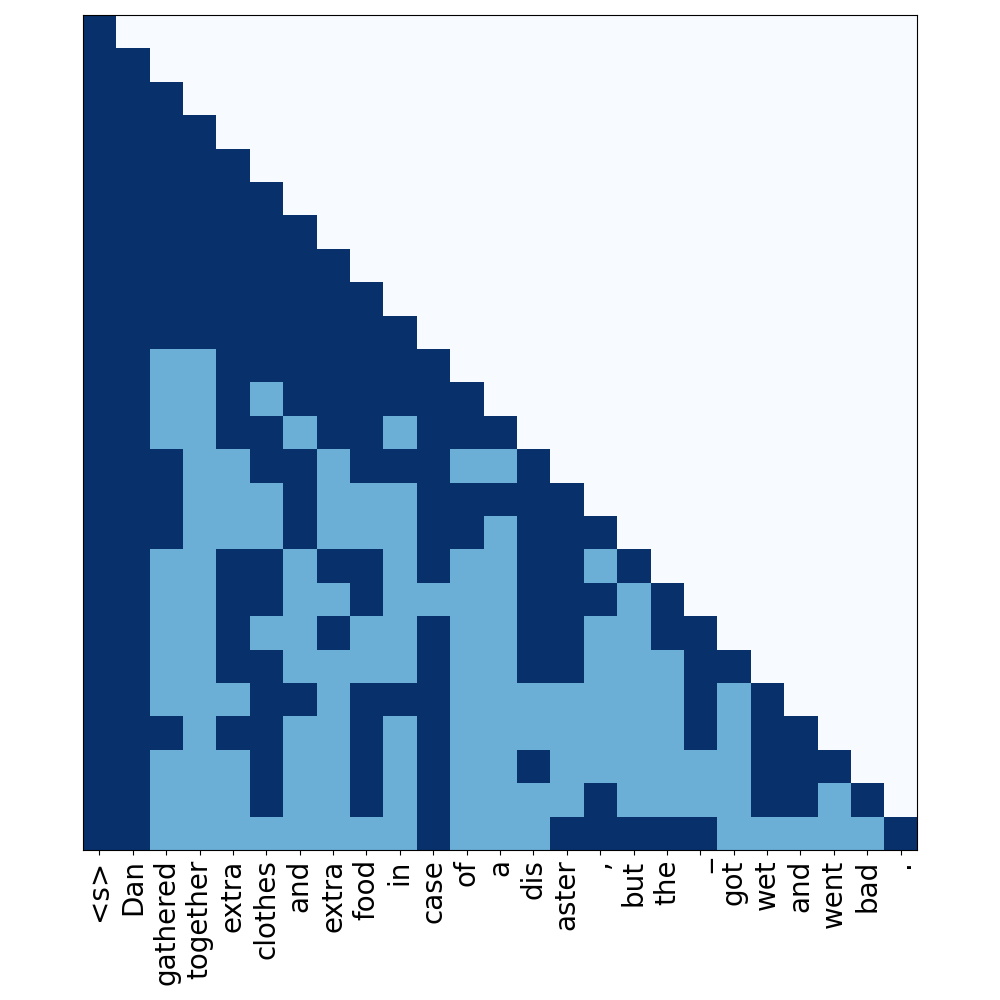 <s> Dan gathered together extra clothes and extra food in case of a dis aster , but the _ got wet and went bad .